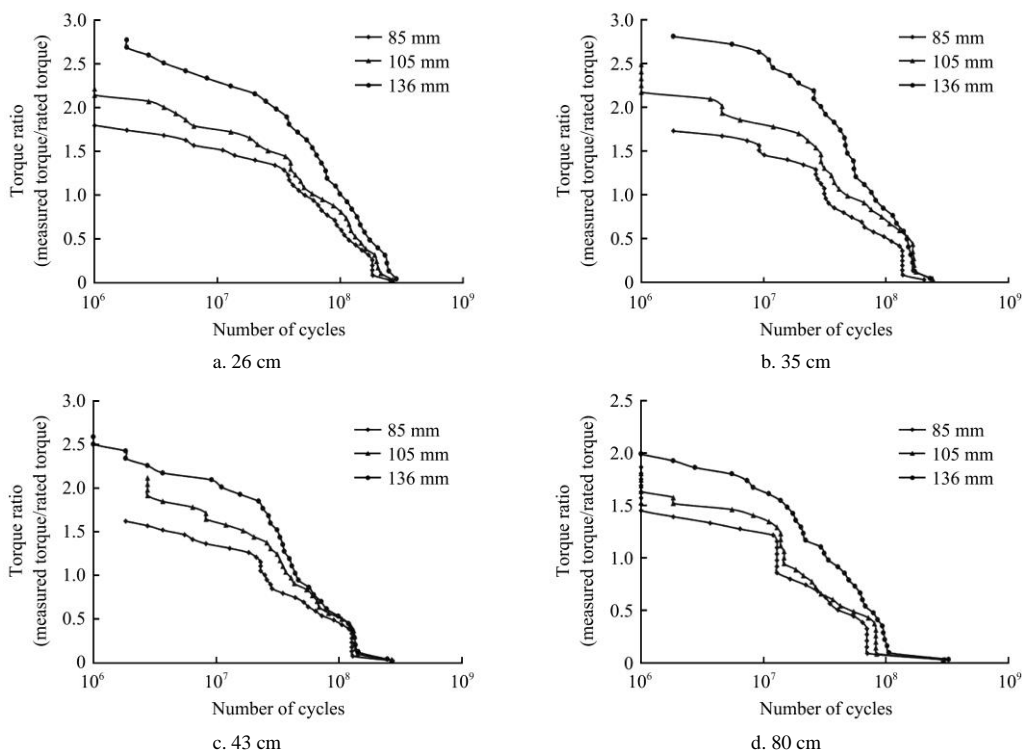 3.0
2.5
2.0
1.5
1.0
0.5
0
Torque ratio
(measured torque/rated torque)
85 mm
105 mm
136 mm
10⁶
10⁷
10⁸
10⁹
Number of cycles
a. 26 cm
3.0
2.5
2.0
1.5
1.0
0.5
0
Torque ratio
(measured torque/rated torque)
85 mm
105 mm
136 mm
10⁶
10⁷
10⁸
10⁹
Number of cycles
b. 35 cm
3.0
2.5
2.0
1.5
1.0
0.5
0
Torque ratio
(measured torque/rated torque)
85 mm
105 mm
136 mm
10⁶
10⁷
10⁸
10⁹
Number of cycles
c. 43 cm
2.5
2.0
1.5
1.0
0.5
0
Torque ratio
(measured torque/rated torque)
85 mm
105 mm
136 mm
10⁶
10⁷
10⁸
10⁹
Number of cycles
d. 80 cm